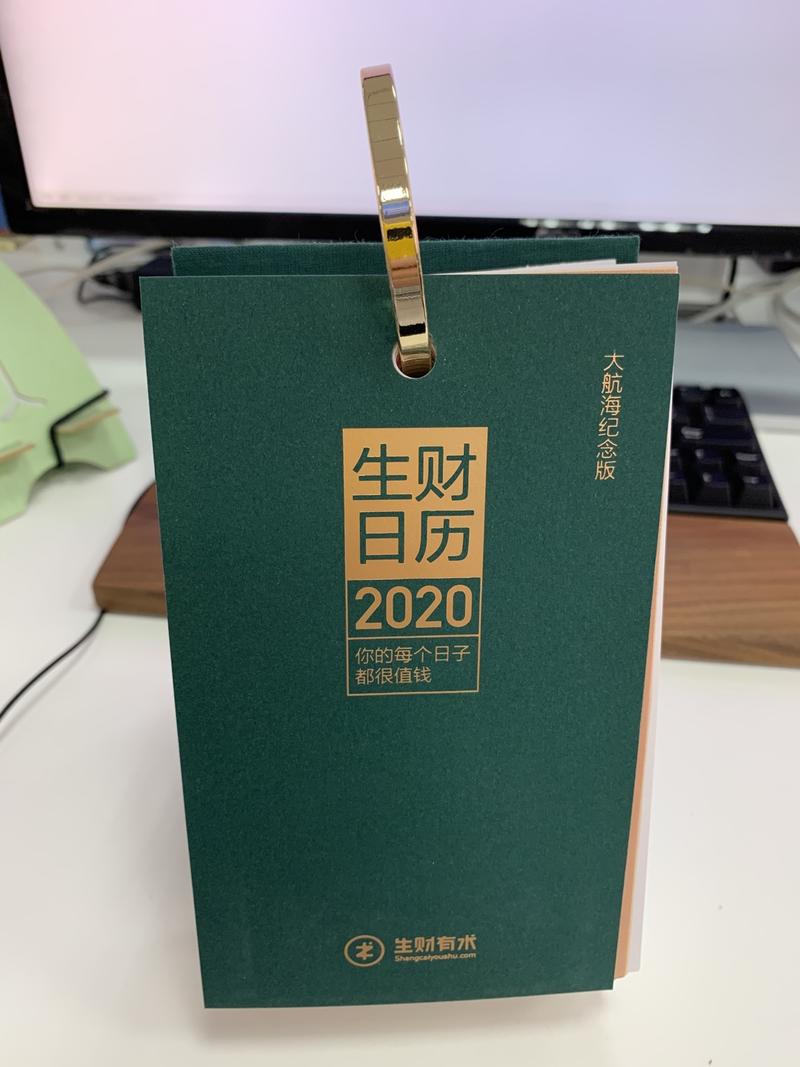 大航海纪念版
生财
日历
2020
你的每个日子
都很值钱
生财有术
Shengcaiyoushu.com